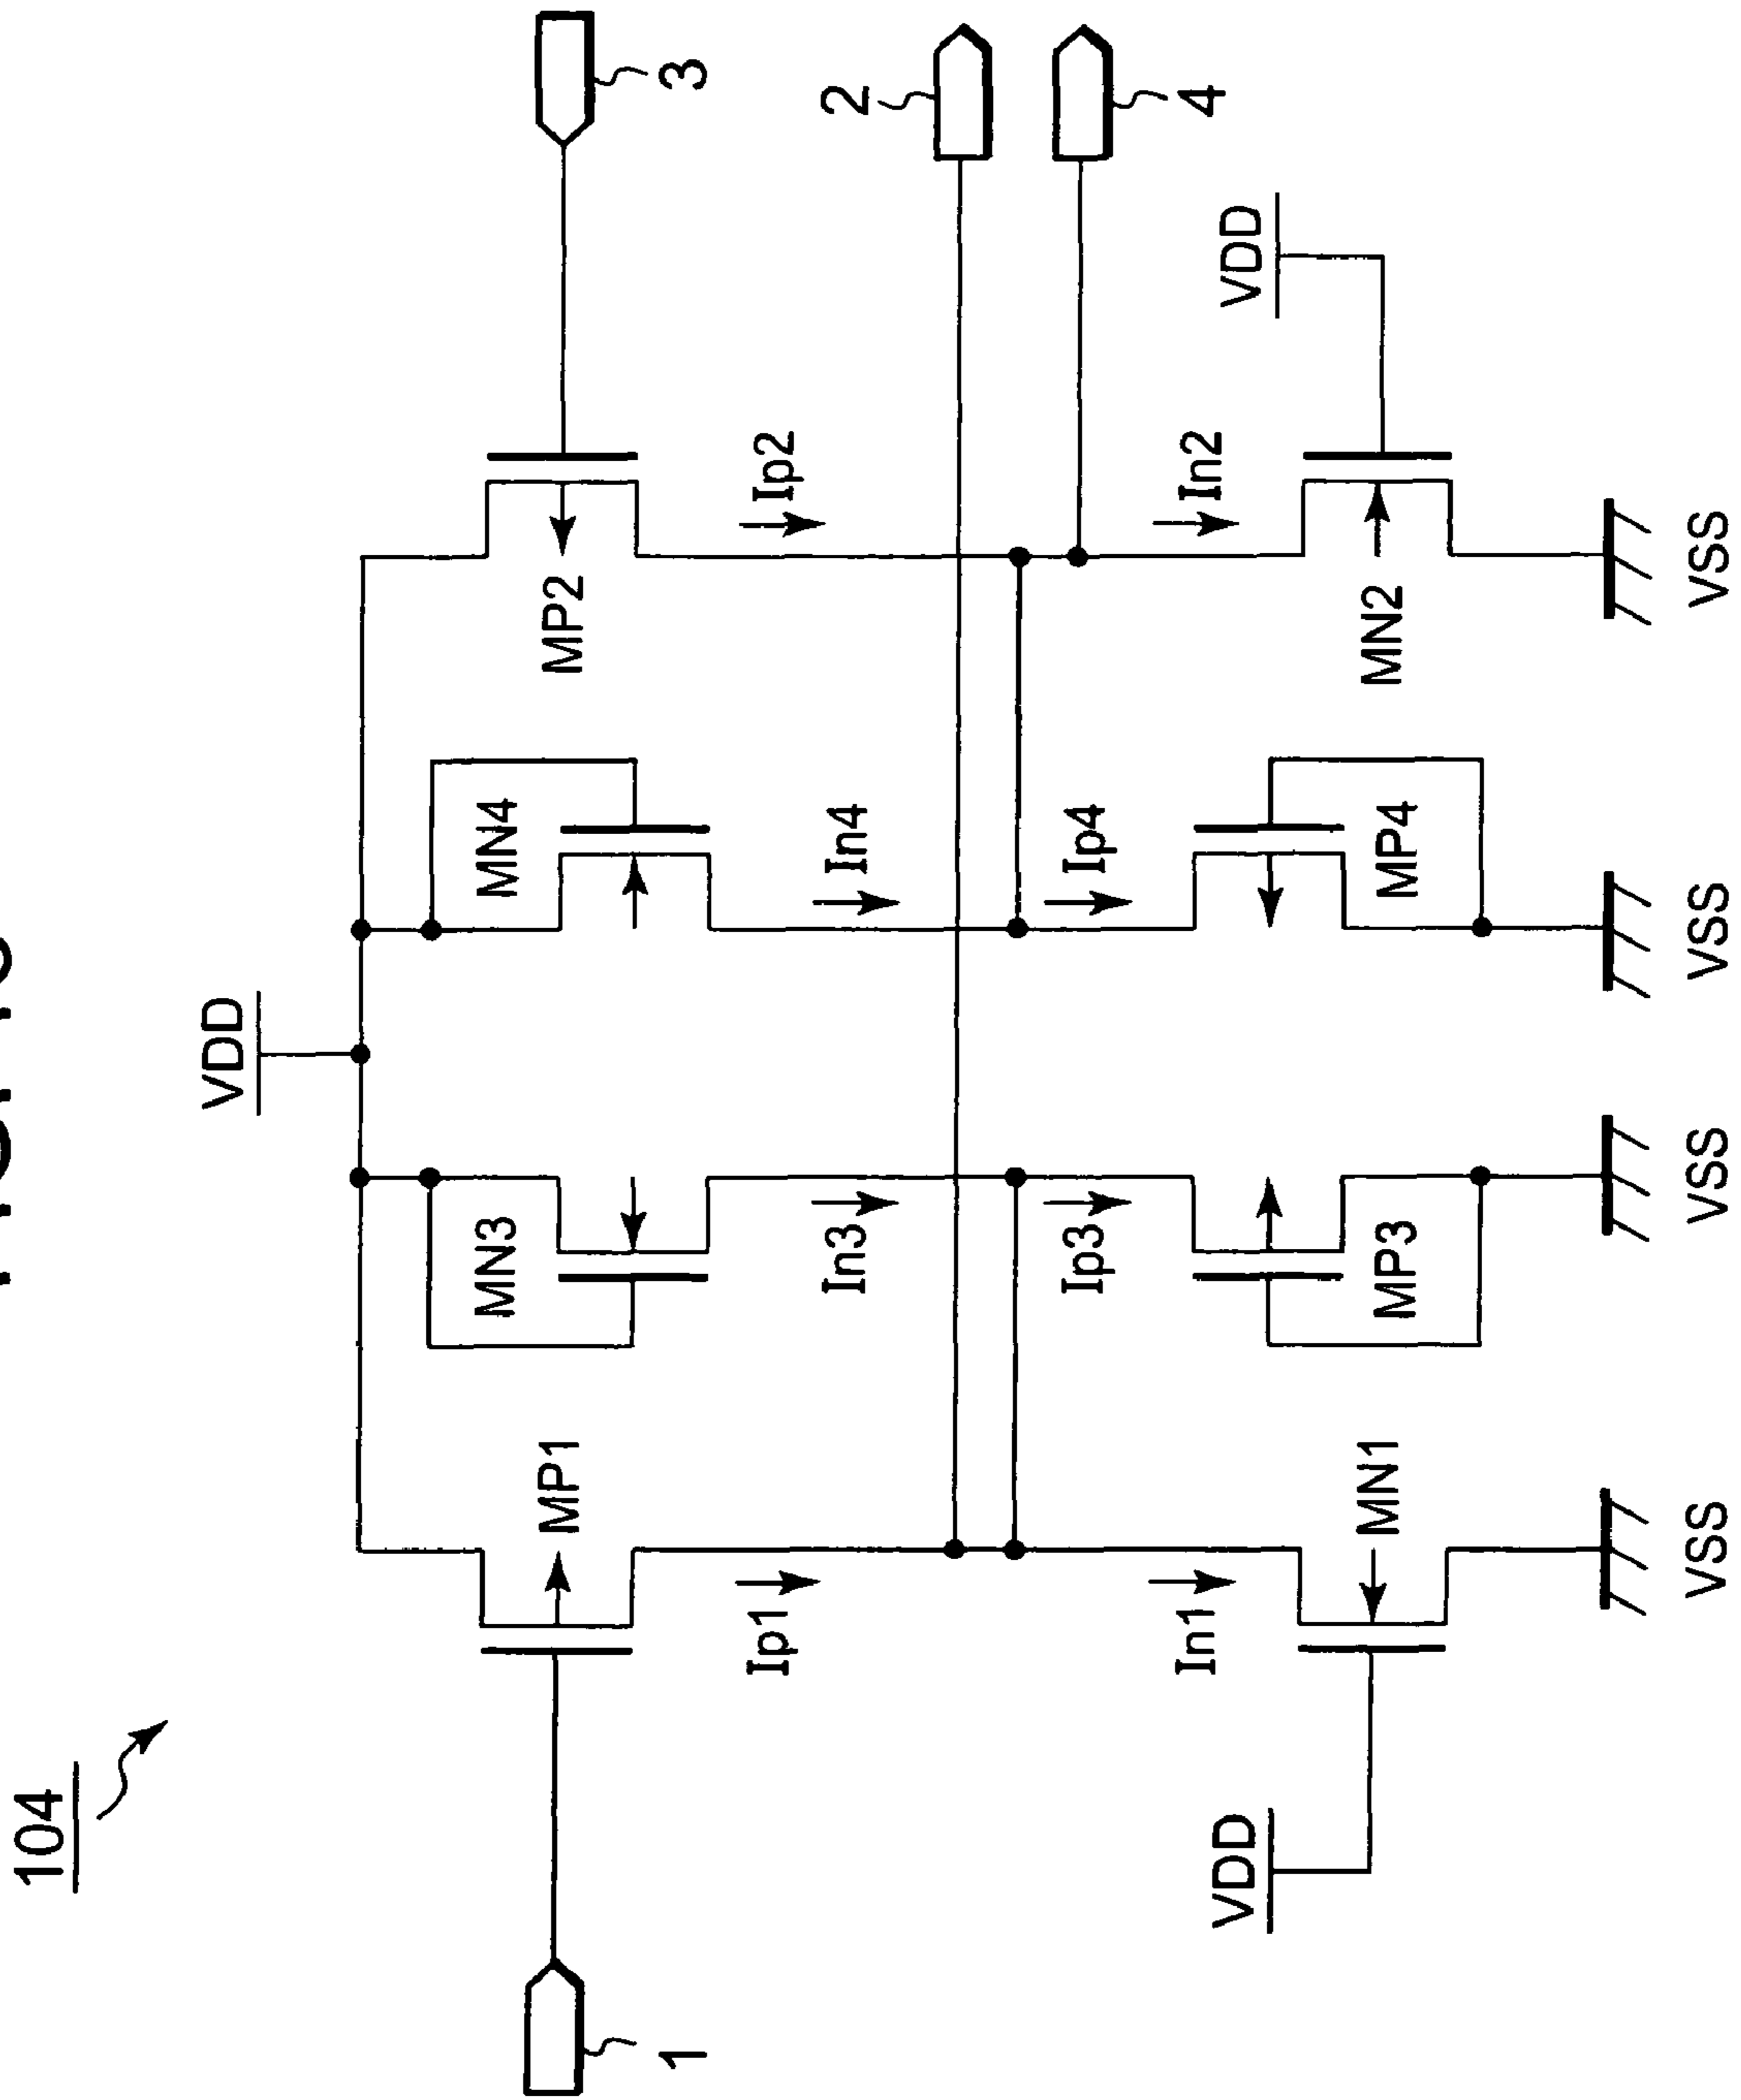 104
VDD
MN3
MN4
MP1
MP2
1
3
Ip1
Ip2
In3
In4
2
Ip3
Ip4
In1
In2
4
VDD
VDD
MN1
MP3
MP4
MN2
VSS
VSS
VSS
VSS